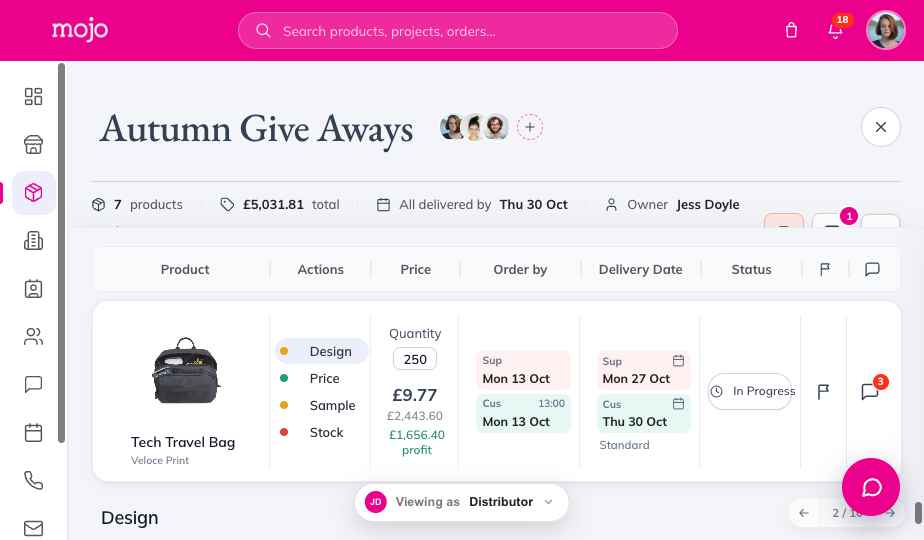 mojo
Search products, projects, orders...
18
Autumn Give Aways
7 products
£5,031.81 total
All delivered by Thu 30 Oct
Owner Jess Doyle
1
Product Actions Price Order by Delivery Date Status
Design
Price
Sample
Stock
Quantity
250
£9.77
£2,443.60
£1,656.40
profit
Sup
Mon 13 Oct
Cus 13:00
Mon 13 Oct
Sup
Mon 27 Oct
Cus
Thu 30 Oct
Standard
In Progress
3
Tech Travel Bag
Veloce Print
JD Viewing as Distributor
Design
2 /